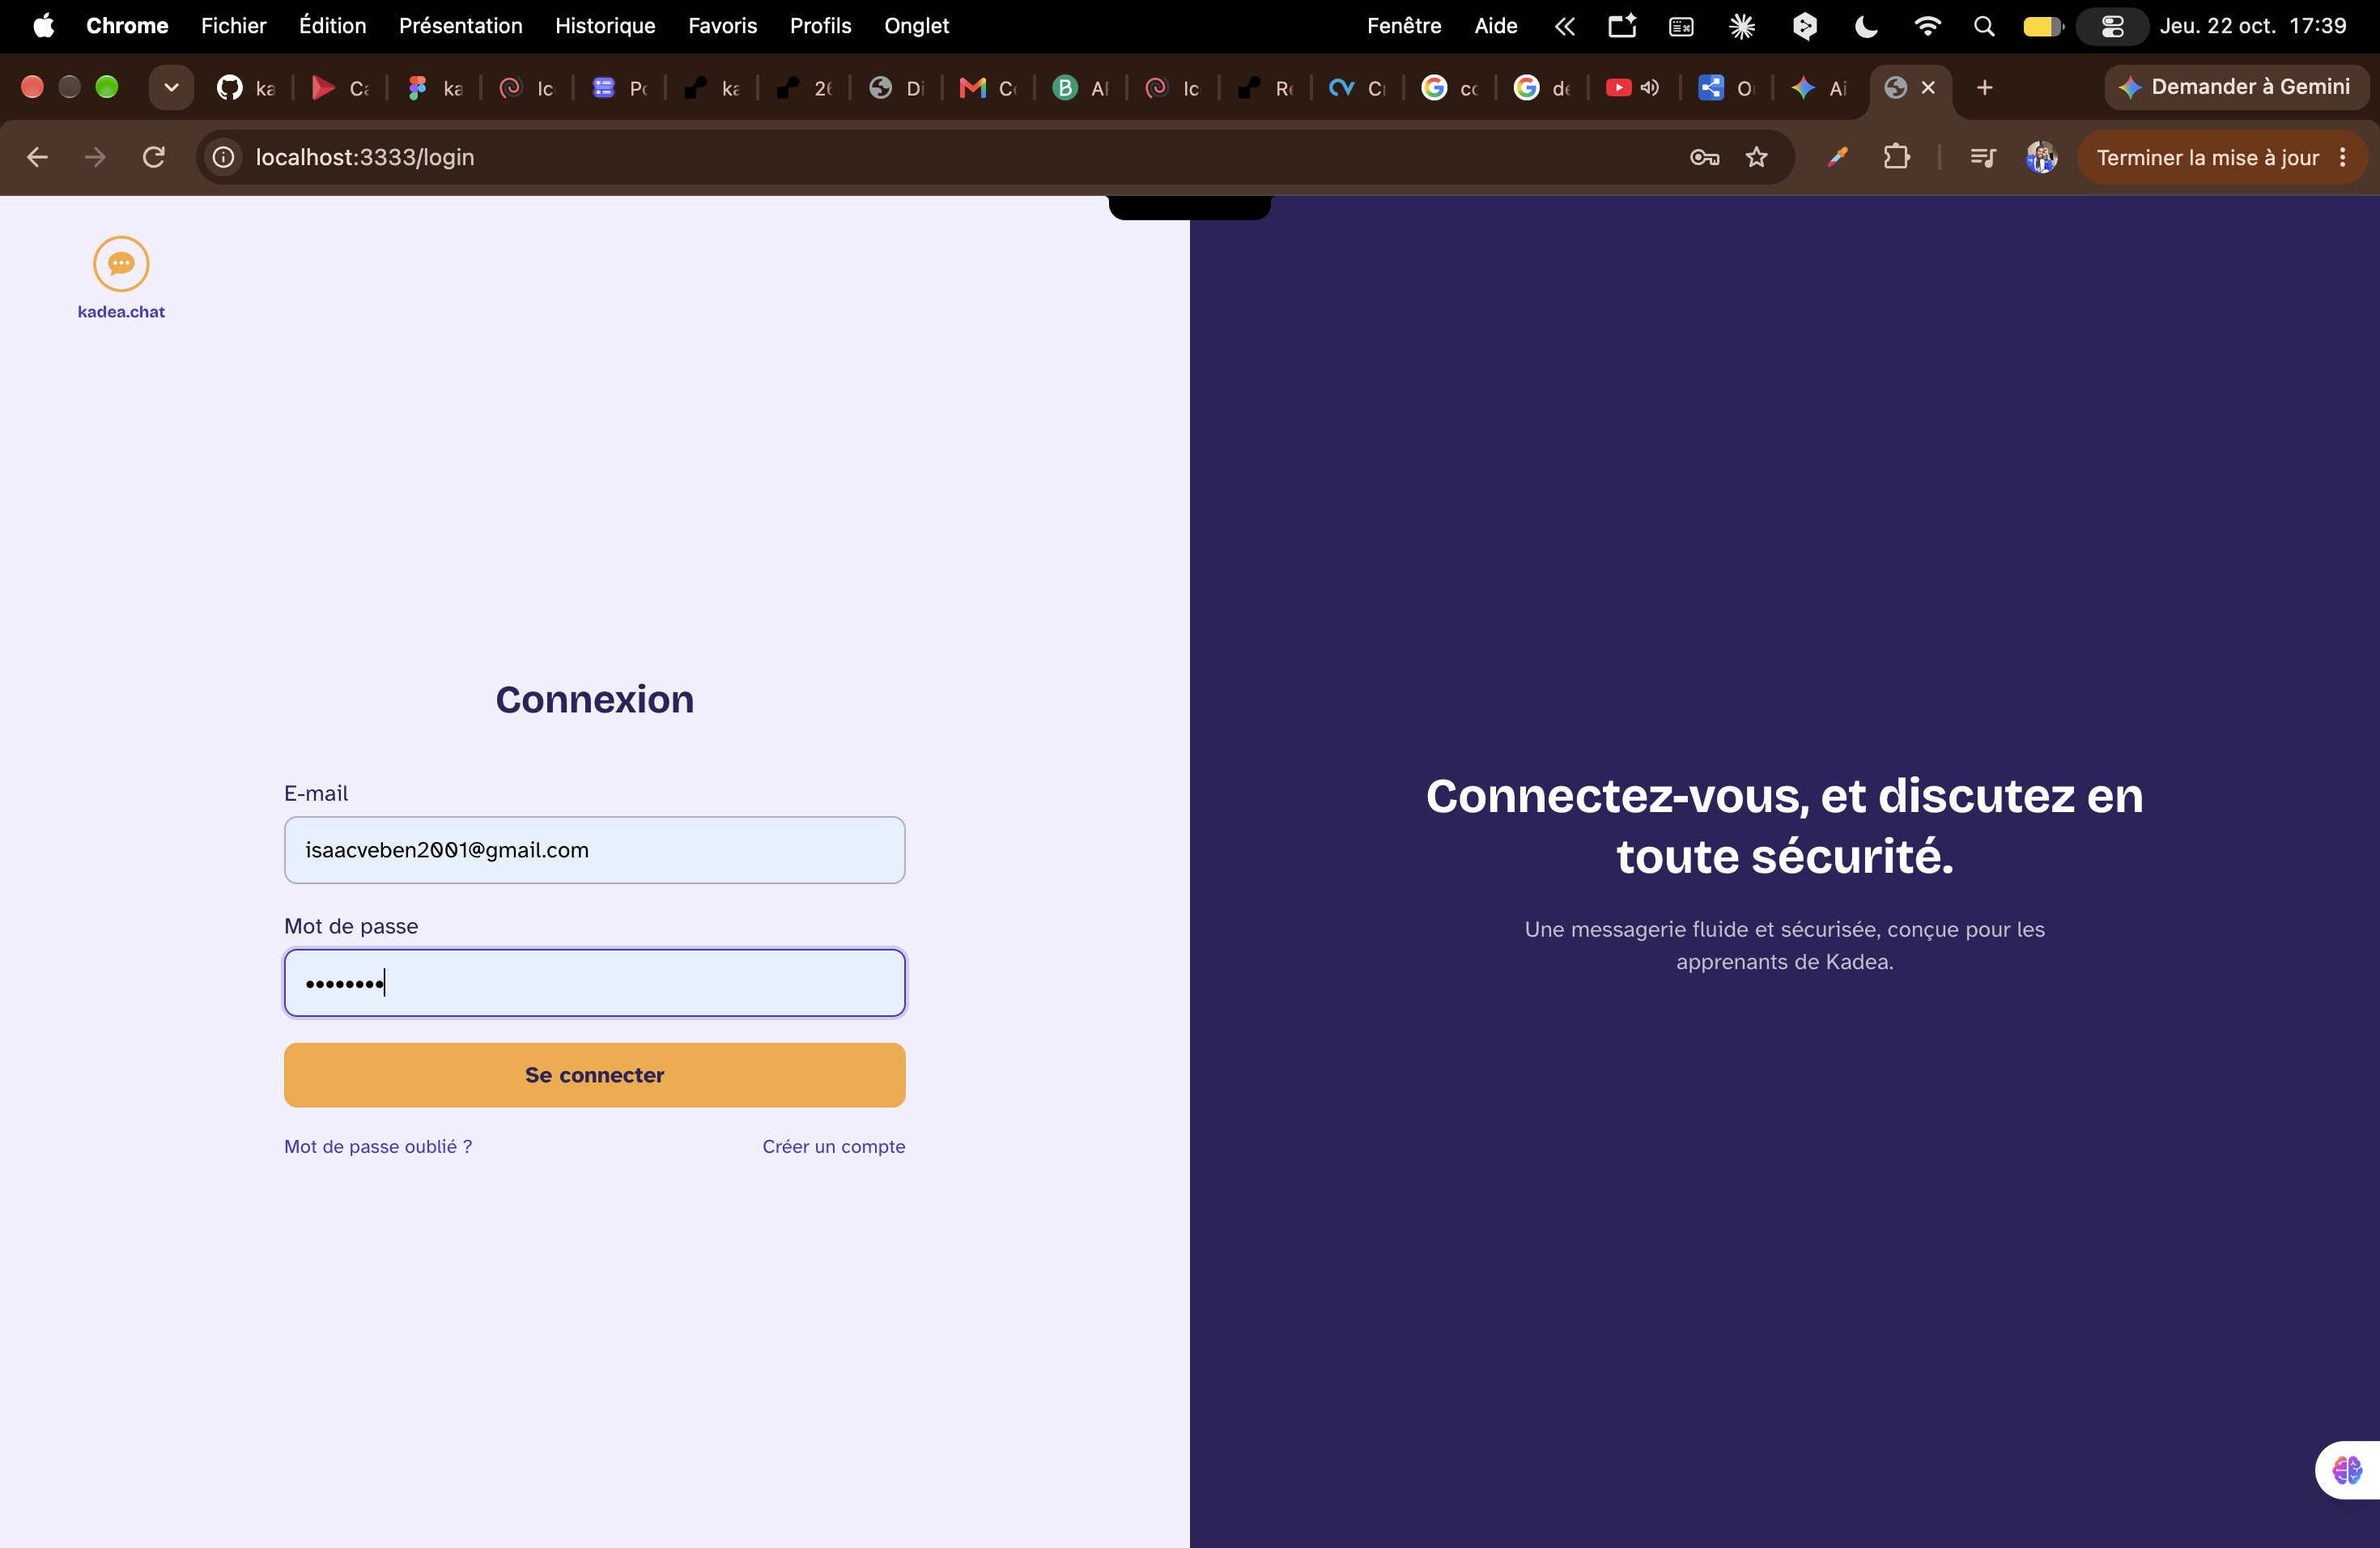 Chrome Fichier Édition Présentation Historique Favoris Profils Onglet Fenêtre Aide Jeu. 22 oct. 17:39
Demander à Gemini
localhost:3333/login
Terminer la mise à jour
kadea.chat
Connexion
E-mail
isaacveben2001@gmail.com
Mot de passe
Se connecter
Mot de passe oublié ? Créer un compte
Connectez-vous, et discutez en
toute sécurité.
Une messagerie fluide et sécurisée, conçue pour les
apprenants de Kadea.